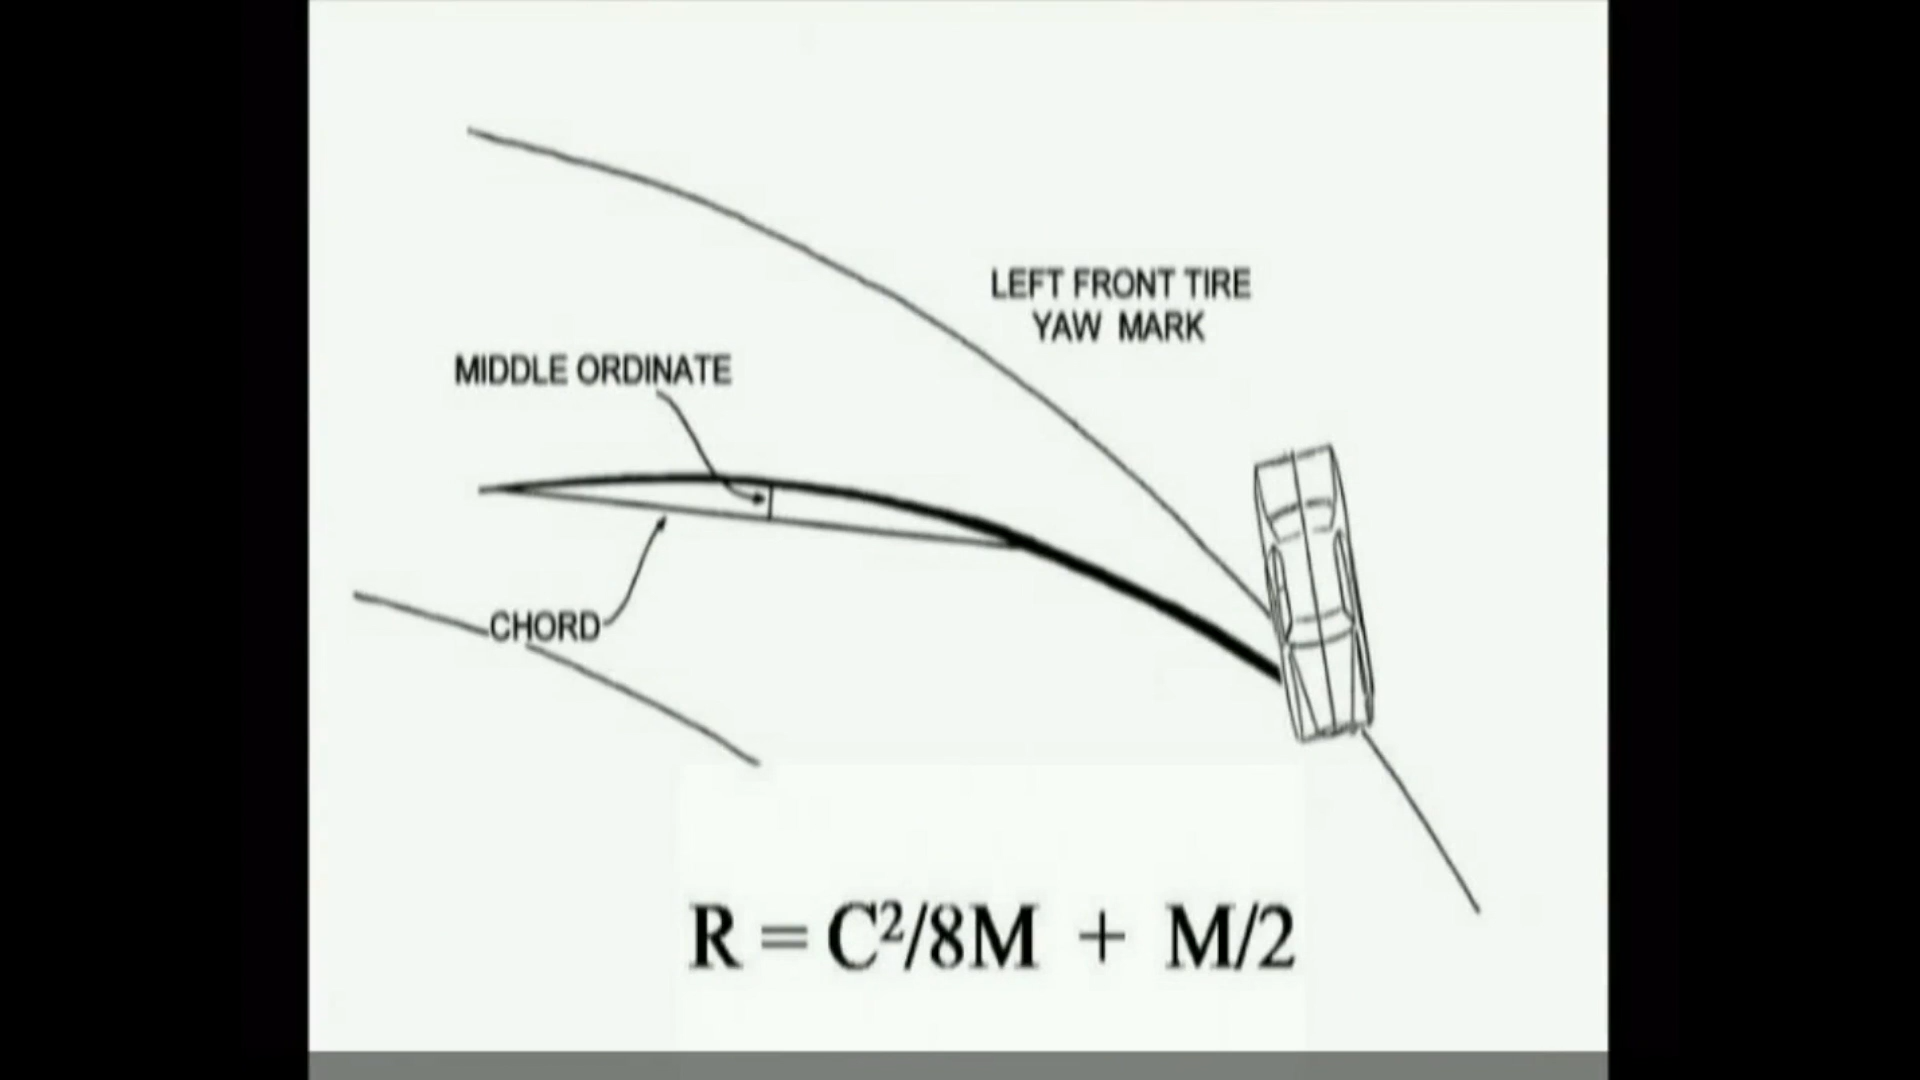 LEFT FRONT TIRE
YAW MARK
MIDDLE ORDINATE
CHORD
R = C²/8M + M/2